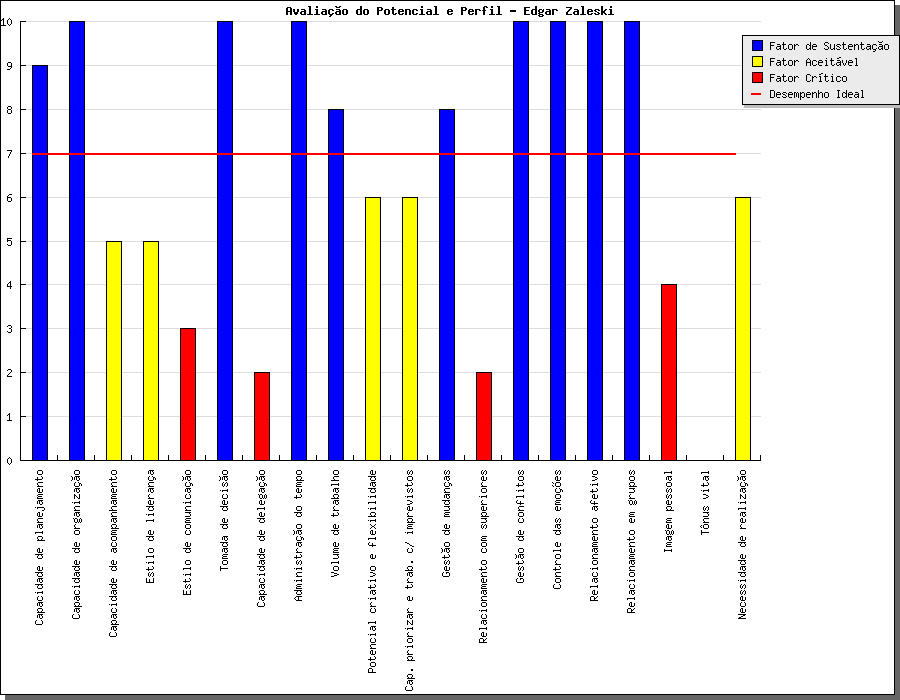 Avaliação do Potencial e Perfil - Edgar Zaleski
Fator de Sustentação
Fator Aceitável
Fator Crítico
Desempenho Ideal
10
9
8
7
6
5
4
3
2
1
0
Capacidade de planejamento
Capacidade de organização
Capacidade de acompanhamento
Estilo de liderança
Estilo de comunicação
Tomada de decisão
Capacidade de delegação
Administração do tempo
Volume de trabalho
Potencial criativo e flexibilidade
Cap. priorizar e trab. c/ imprevistos
Gestão de mudanças
Relacionamento com superiores
Gestão de conflitos
Controle das emoções
Relacionamento afetivo
Relacionamento em grupos
Imagem pessoal
Tônus vital
Necessidade de realização